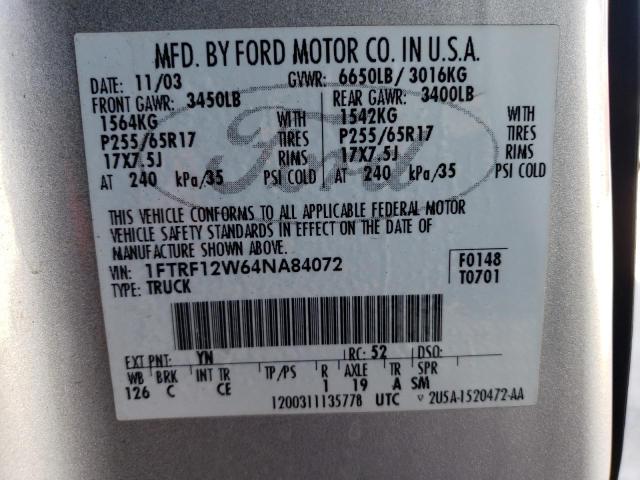 MFD. BY FORD MOTOR CO. IN U.S.A.
DATE: 11/03 GVWR: 6650LB/ 3016KG
FRONT GAWR: 3450LB REAR GAWR: 3400LB
1564KG WITH 1542KG WITH
P255/65R17 TIRES P255/65R17 TIRES
17X7.5J RIMS 17X7.5J RIMS
AT 240 kPa/35 PSI COLD AT 240 kPa/35 PSI COLD
Ford
THIS VEHICLE CONFORMS TO ALL APPLICABLE FEDERAL MOTOR
VEHICLE SAFETY STANDARDS IN EFFECT ON THE DATE OF
MANUFACTURE SHOWN ABOVE.
VIN: 1FTRF12W64NA84072 F0148
TYPE: TRUCK T0701
EXT PNT: YN RC: 52 DSO:
WB BRK INT TR TP/PS R AXLE TR SPR
126 C CE 1 19 A SM
1200311135778 UTC 2U5A-1520472-AA